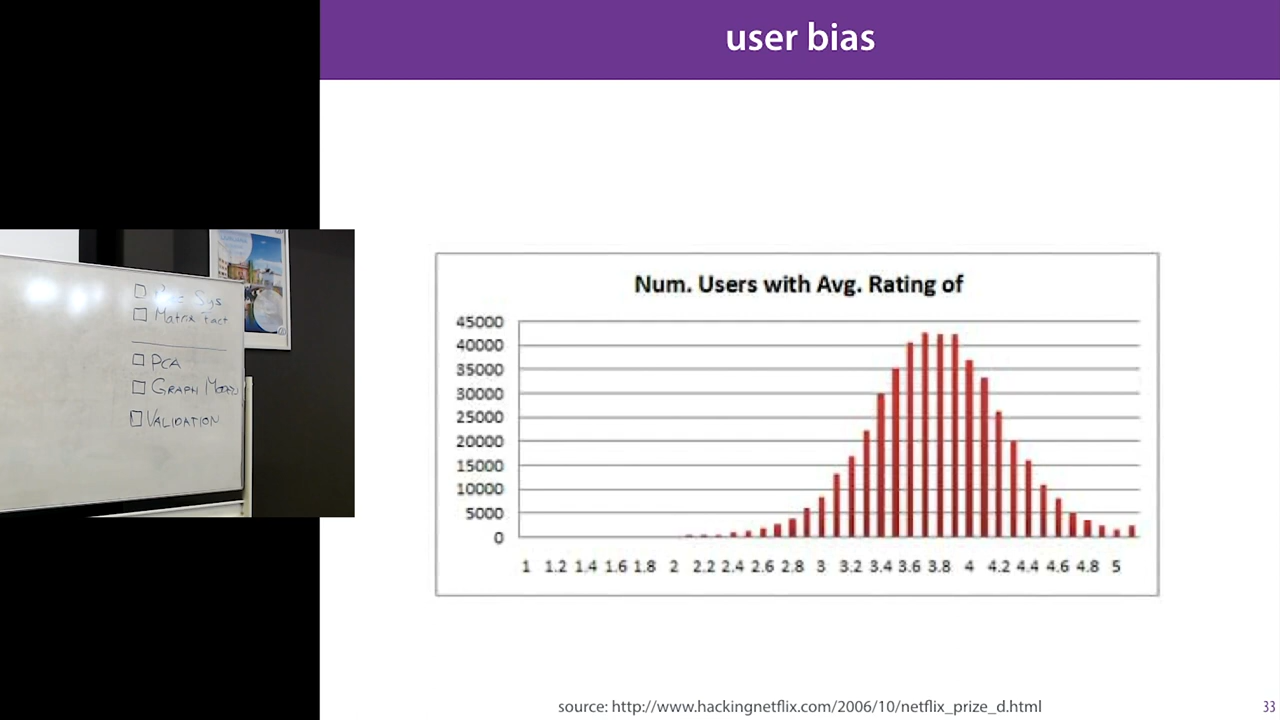 user bias
Sys
Matrix Fact
PCA
GRAPH MODEL
VALIDATION
Num. Users with Avg. Rating of
45000
40000
35000
30000
25000
20000
15000
10000
5000
0
1 1.2 1.4 1.6 1.8 2 2.2 2.4 2.6 2.8 3 3.2 3.4 3.6 3.8 4 4.2 4.4 4.6 4.8 5
source: http://www.hackingnetflix.com/2006/10/netflix_prize_d.html
33